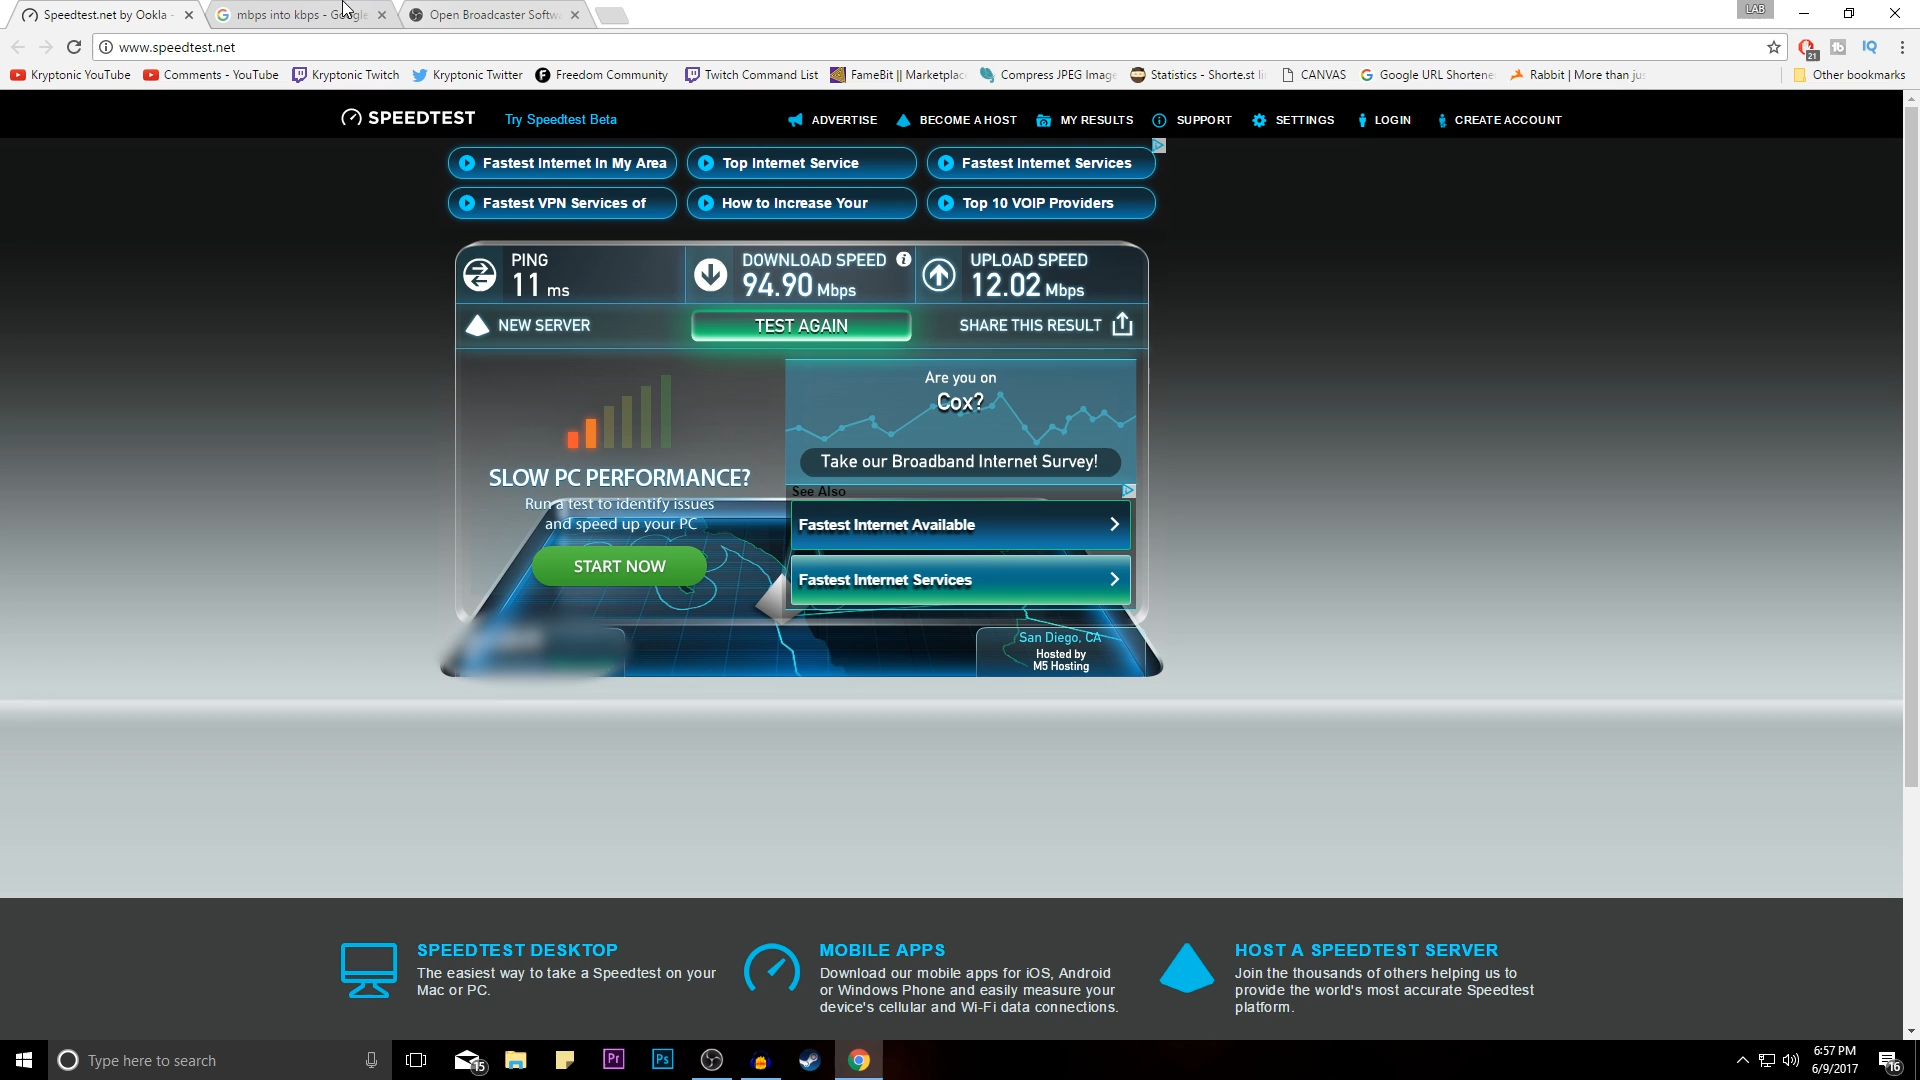 Speedtest.net by Ookla -
mbps into kbps - Google
Open Broadcaster Softwa
LAB
www.speedtest.net
21
Kryptonic YouTube
Comments - YouTube
Kryptonic Twitch
Kryptonic Twitter
Freedom Community
Twitch Command List
FameBit || Marketplac
Compress JPEG Imag
Statistics - Shorte.st li
CANVAS
Google URL Shortene
Rabbit | More than jus
Other bookmarks
SPEEDTEST
Try Speedtest Beta
ADVERTISE
BECOME A HOST
MY RESULTS
SUPPORT
SETTINGS
LOGIN
CREATE ACCOUNT
Fastest Internet In My Area
Top Internet Service
Fastest Internet Services
Fastest VPN Services of
How to Increase Your
Top 10 VOIP Providers
PING
11 ms
DOWNLOAD SPEED
94.90 Mbps
UPLOAD SPEED
12.02 Mbps
NEW SERVER
TEST AGAIN
SHARE THIS RESULT
Are you on
Cox?
Take our Broadband Internet Survey!
SLOW PC PERFORMANCE?
Run a test to identify issues
and speed up your PC
START NOW
See Also
Fastest Internet Available
Fastest Internet Services
San Diego, CA
Hosted by
M5 Hosting
SPEEDTEST DESKTOP
The easiest way to take a Speedtest on your
Mac or PC.
MOBILE APPS
Download our mobile apps for iOS, Android
or Windows Phone and easily measure your
device's cellular and Wi-Fi data connections.
HOST A SPEEDTEST SERVER
Join the thousands of others helping us to
provide the world's most accurate Speedtest
platform.
Type here to search
15
Pr
Ps
6:57 PM
6/9/2017
16